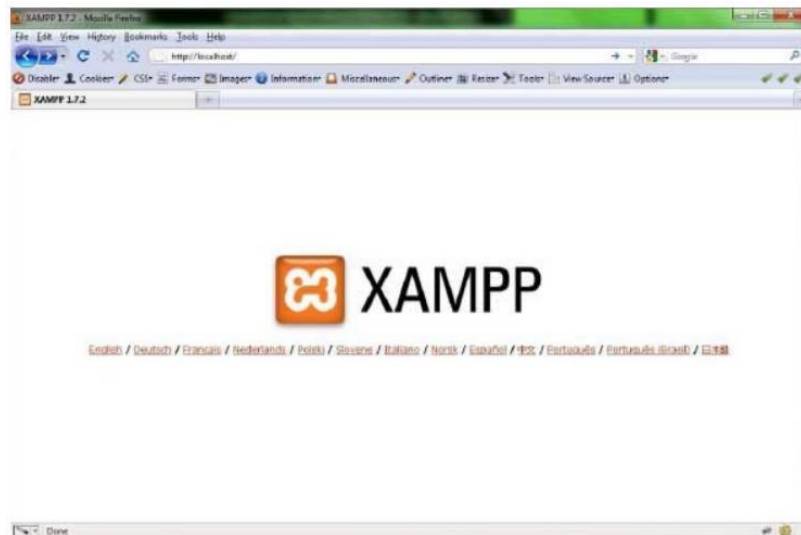 XAMPP 1.7.2 - Mozilla Firefox
File Edit View History Bookmarks Tools Help
http://localhost/ Google
Disable Cookies CSS Forms Images Information Miscellaneous Outline Resize Tools View Source Options
XAMPP 1.7.2
XAMPP
English / Deutsch / Francais / Nederlands / Polski / Slovene / Italiano / Norsk / Español / 中文 / Português / Português (Brasil) / 日本語
Done